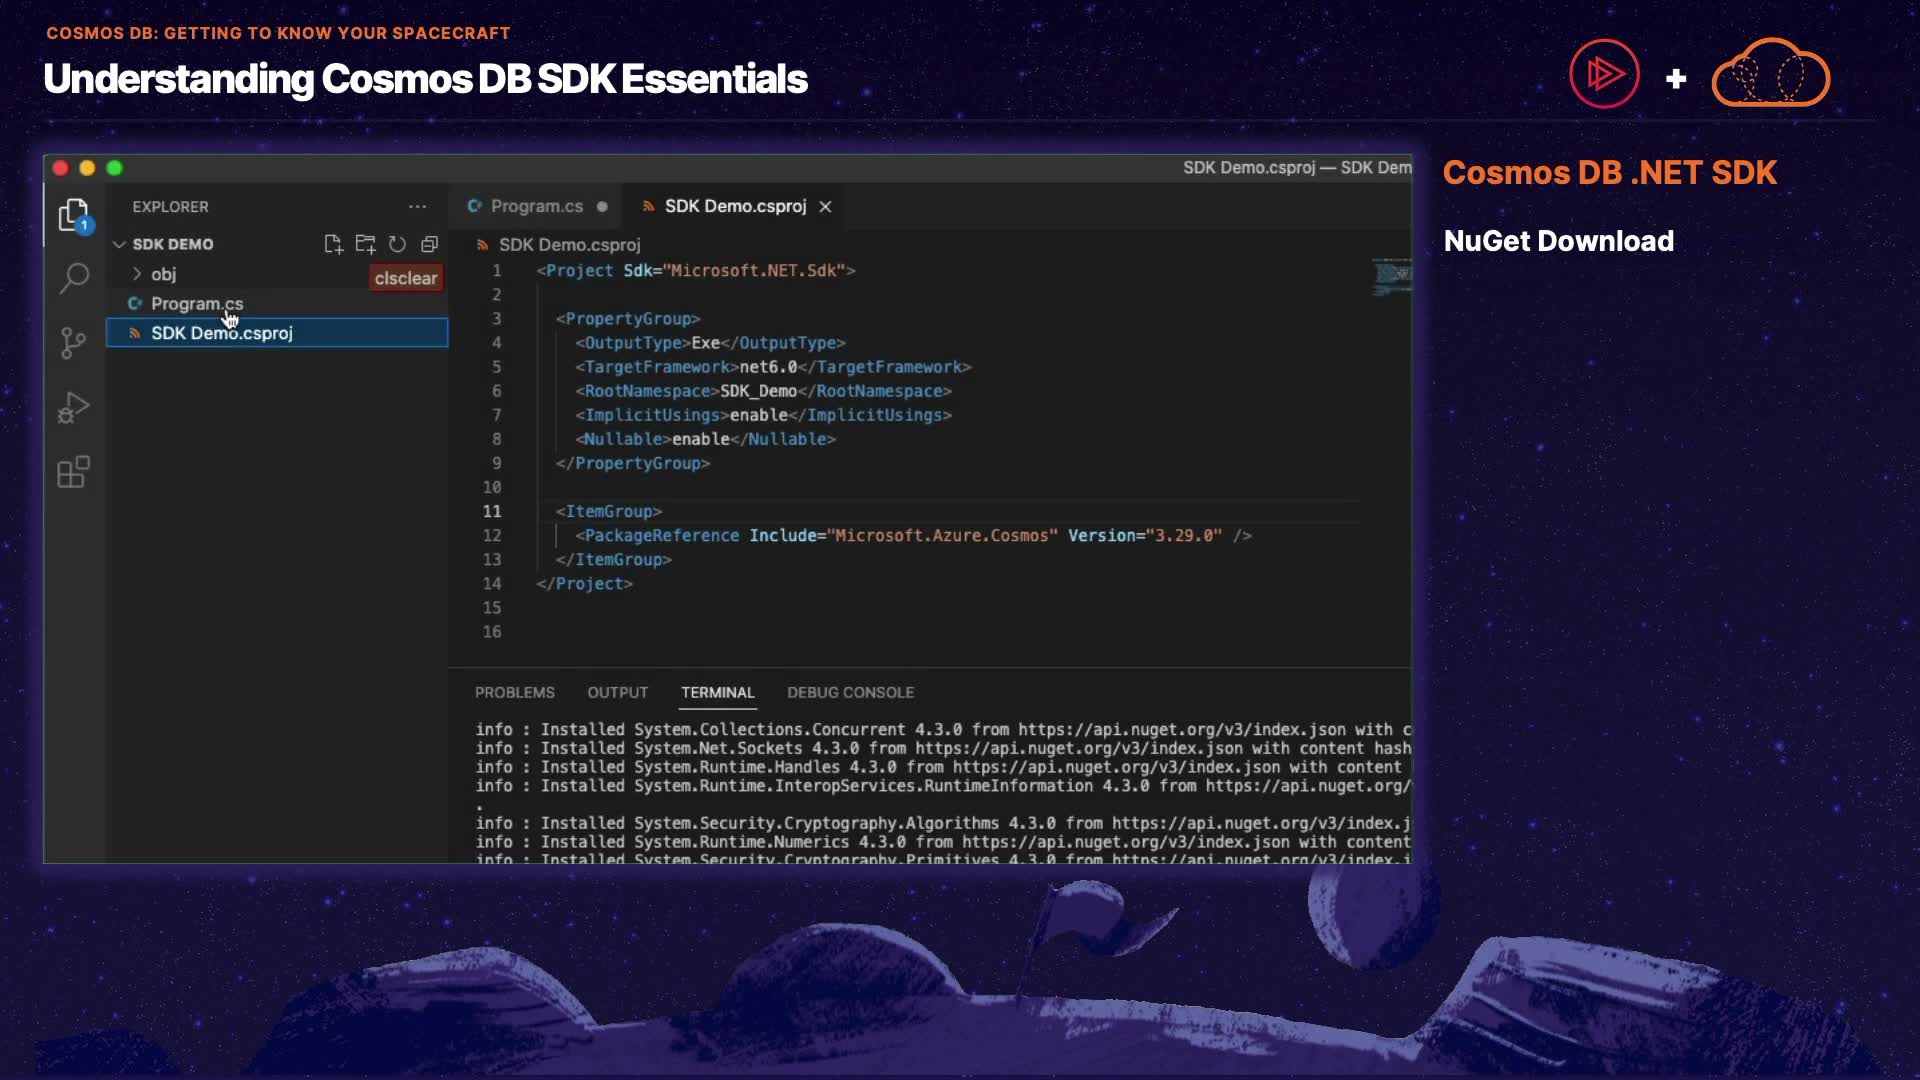 COSMOS DB: GETTING TO KNOW YOUR SPACECRAFT
Understanding Cosmos DB SDK Essentials
+
SDK Demo.csproj — SDK Dem
EXPLORER
Program.cs
SDK Demo.csproj
1
SDK DEMO
SDK Demo.csproj
obj
clsclear
Program.cs
SDK Demo.csproj
1 <Project Sdk="Microsoft.NET.Sdk">
2
3 <PropertyGroup>
4 <OutputType>Exe</OutputType>
5 <TargetFramework>net6.0</TargetFramework>
6 <RootNamespace>SDK_Demo</RootNamespace>
7 <ImplicitUsings>enable</ImplicitUsings>
8 <Nullable>enable</Nullable>
9 </PropertyGroup>
10
11 <ItemGroup>
12 <PackageReference Include="Microsoft.Azure.Cosmos" Version="3.29.0" />
13 </ItemGroup>
14 </Project>
15
16
PROBLEMS OUTPUT TERMINAL DEBUG CONSOLE
info : Installed System.Collections.Concurrent 4.3.0 from https://api.nuget.org/v3/index.json with c
info : Installed System.Net.Sockets 4.3.0 from https://api.nuget.org/v3/index.json with content hash
info : Installed System.Runtime.Handles 4.3.0 from https://api.nuget.org/v3/index.json with content
info : Installed System.Runtime.InteropServices.RuntimeInformation 4.3.0 from https://api.nuget.org/
.
info : Installed System.Security.Cryptography.Algorithms 4.3.0 from https://api.nuget.org/v3/index.j
info : Installed System.Runtime.Numerics 4.3.0 from https://api.nuget.org/v3/index.json with content
info : Installed System.Security.Cryptography.Primitives 4.3.0 from https://api.nuget.org/v3/index.j
Cosmos DB .NET SDK
NuGet Download